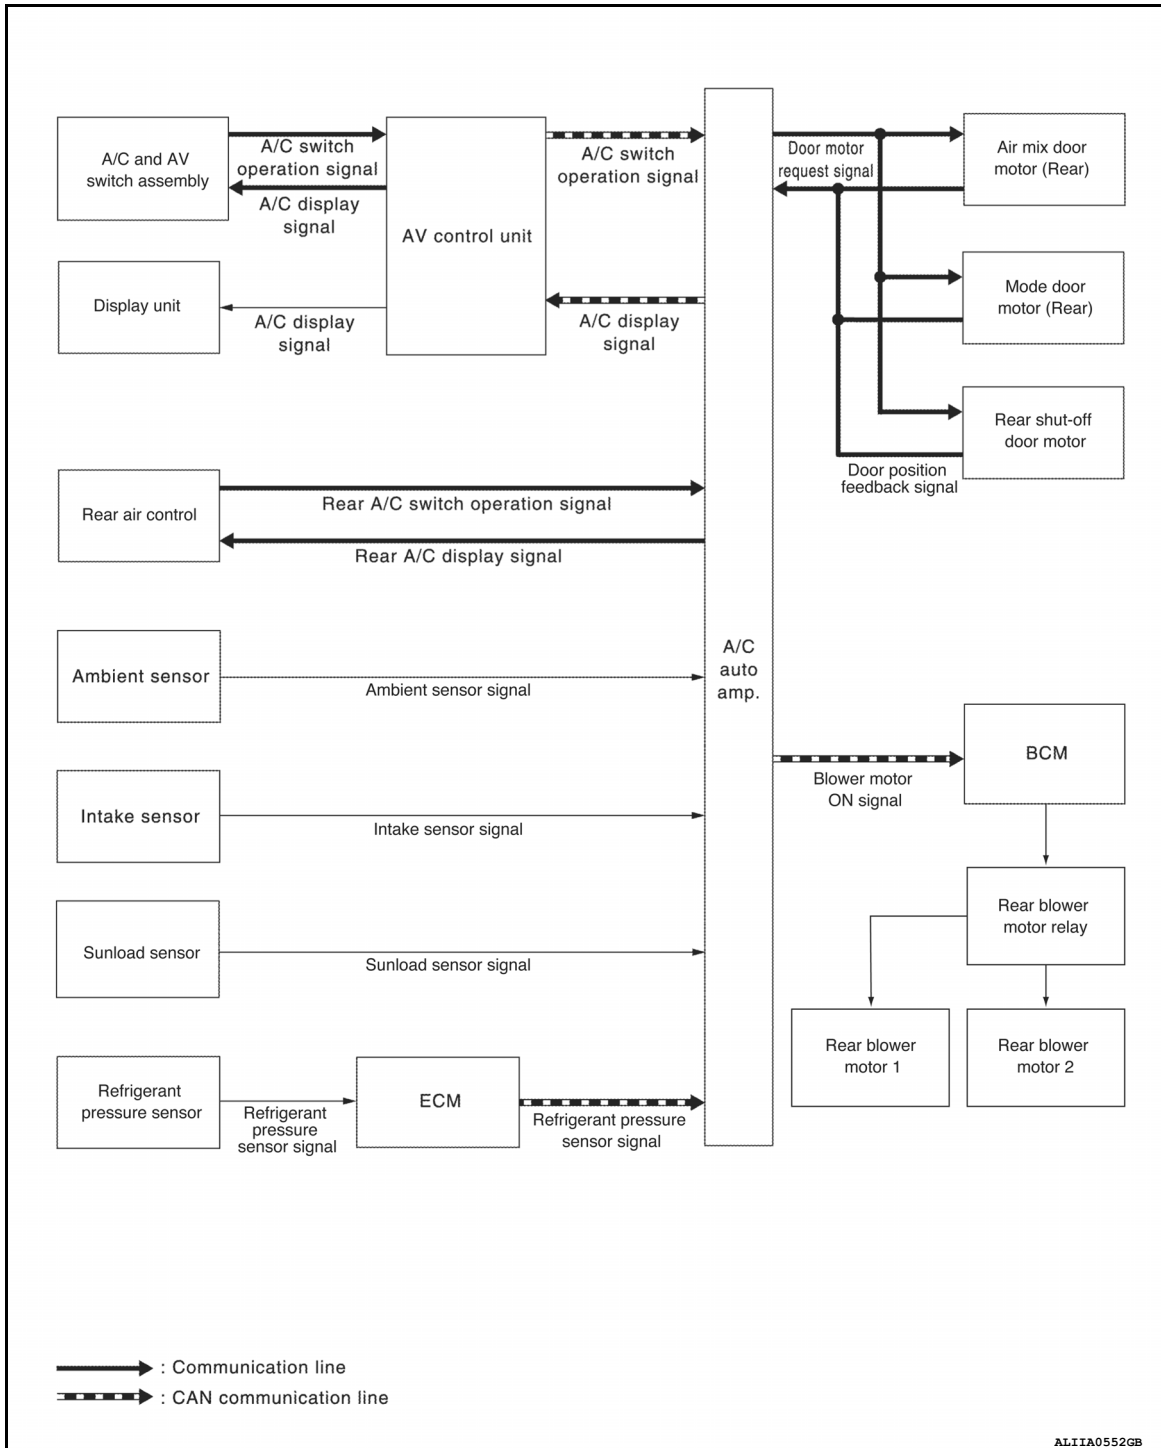 A/C and AV
switch assembly
A/C switch
operation signal
A/C display
signal
AV control unit
A/C switch
operation signal
A/C display
signal
Display unit
A/C display
signal
Door motor
request signal
Air mix door
motor (Rear)
Mode door
motor (Rear)
Rear shut-off
door motor
Door position
feedback signal
Rear air control
Rear A/C switch operation signal
Rear A/C display signal
Ambient sensor
Ambient sensor signal
A/C
auto
amp.
Blower motor
ON signal
BCM
Intake sensor
Intake sensor signal
Rear blower
motor relay
Sunload sensor
Sunload sensor signal
Rear blower
motor 1
Rear blower
motor 2
Refrigerant
pressure sensor
Refrigerant
pressure
sensor signal
ECM
Refrigerant pressure
sensor signal
: Communication line
: CAN communication line
ALIIA0552GB